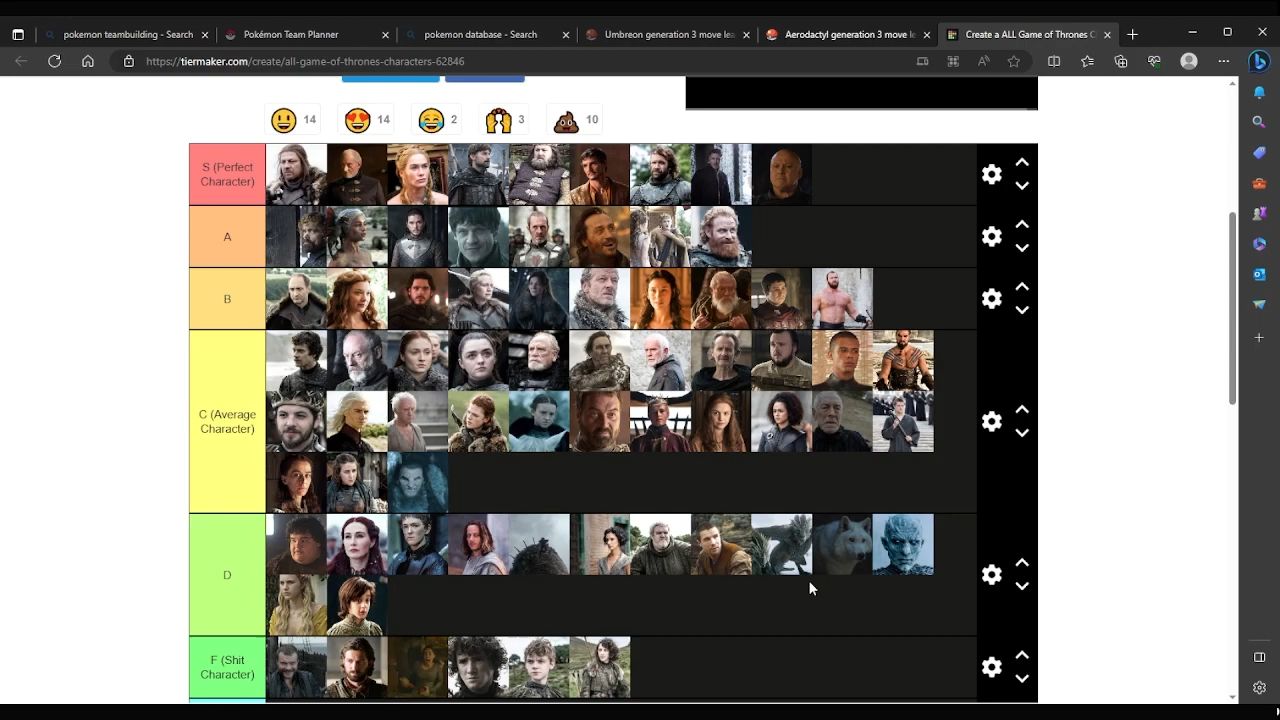 pokemon teambuilding - Search
Pokémon Team Planner
pokemon database - Search
Umbreon generation 3 move lea
Aerodactyl generation 3 move le
Create a ALL Game of Thrones C
https://tiermaker.com/create/all-game-of-thrones-characters-62846
14
14
2
3
10
S (Perfect
Character)
A
B
C (Average
Character)
D
F (Shit
Character)